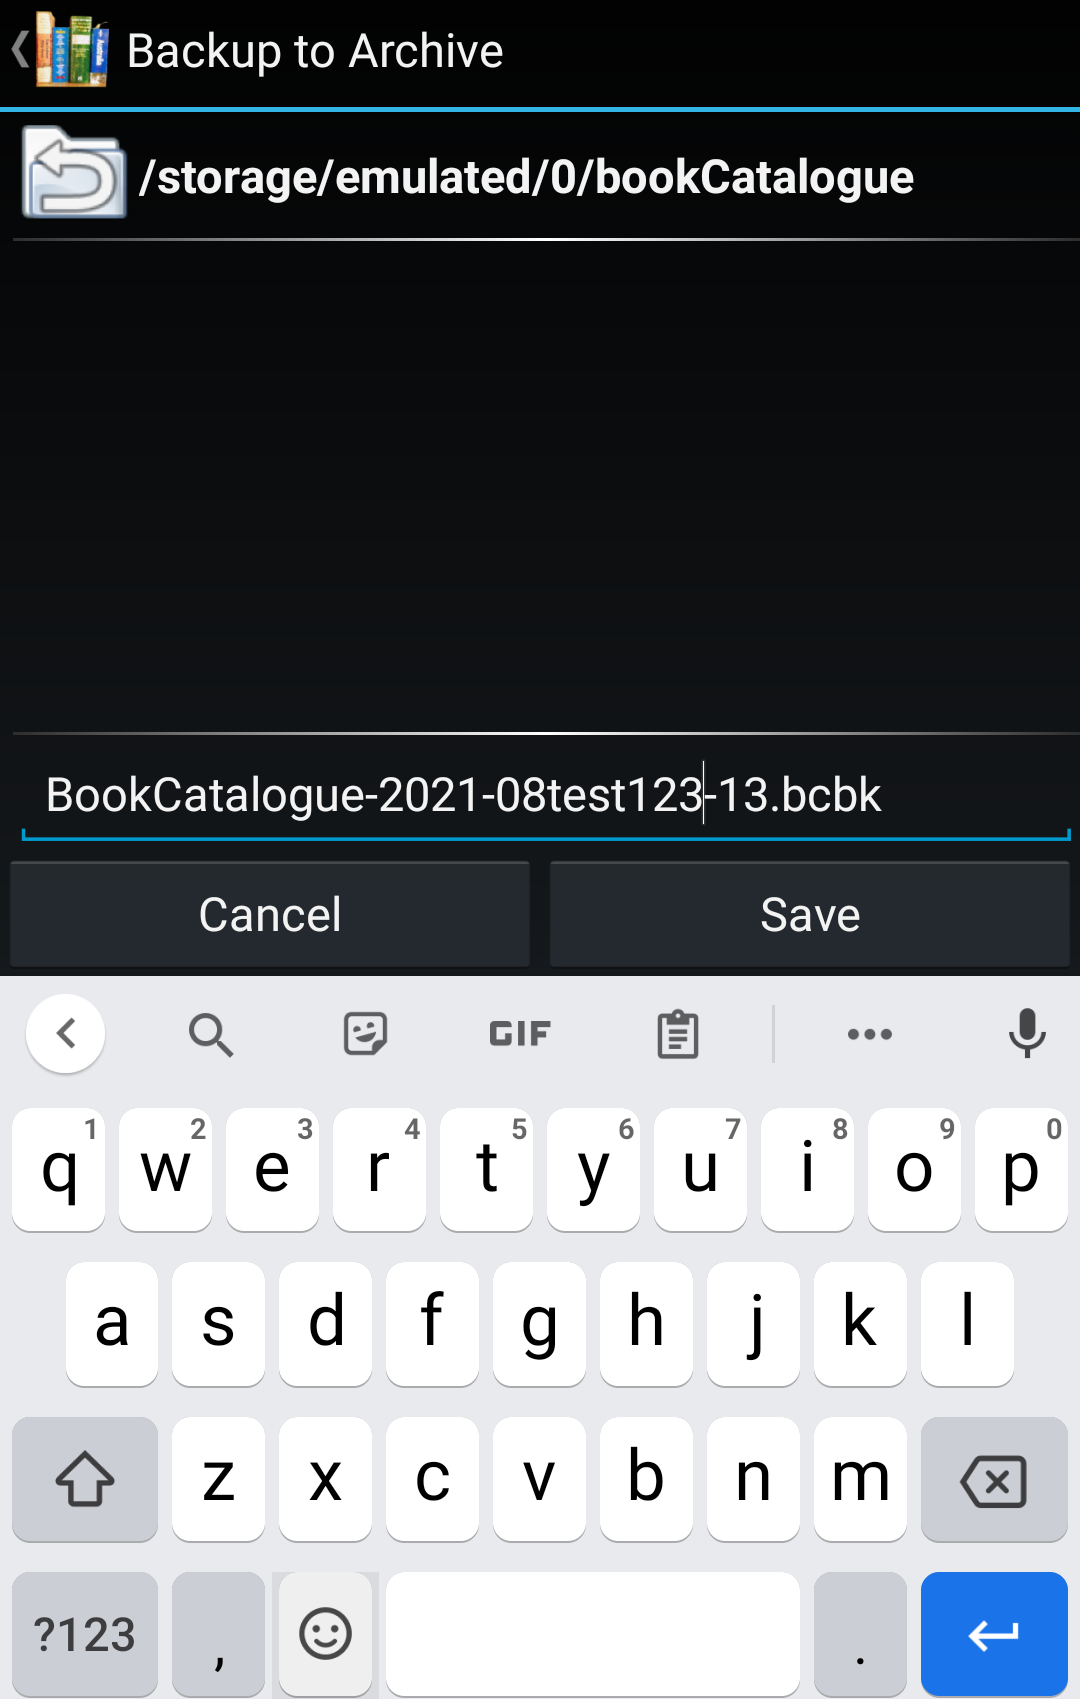 Backup to Archive
/storage/emulated/0/bookCatalogue
BookCatalogue-2021-08test123-13.bcbk
Cancel Save
GIF
1 2 3 4 5 6 7 8 9 0
q w e r t y u i o p
a s d f g h j k l
z x c v b n m
?123 , .